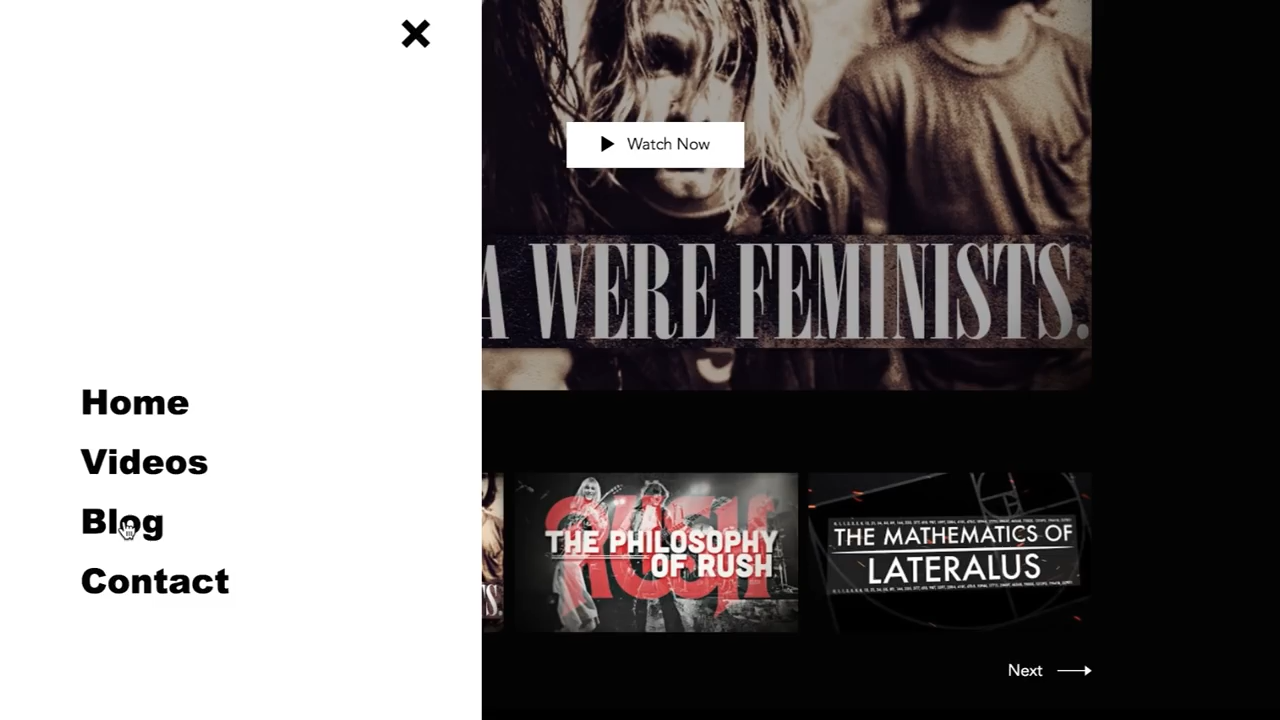 Watch Now
A WERE FEMINISTS.
Home
Videos
Blog
Contact
THE PHILOSOPHY
OF RUSH
THE MATHEMATICS OF
LATERALUS
Next